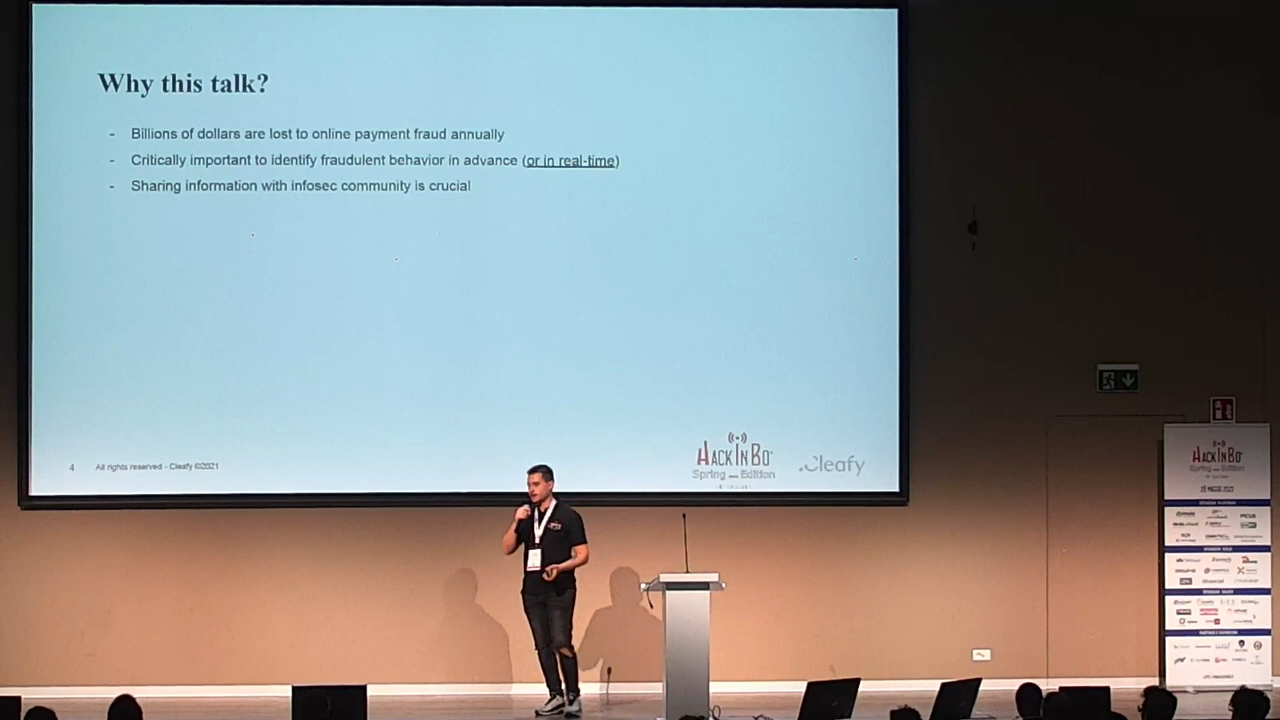 Why this talk?
- Billions of dollars are lost to online payment fraud annually
- Critically important to identify fraudulent behavior in advance (or in real-time)
- Sharing information with infosec community is crucial
4 All rights reserved - Cleafy ©2021
HACKINBO
Spring Edition
.Cleafy
HACKINBO
Spring Edition